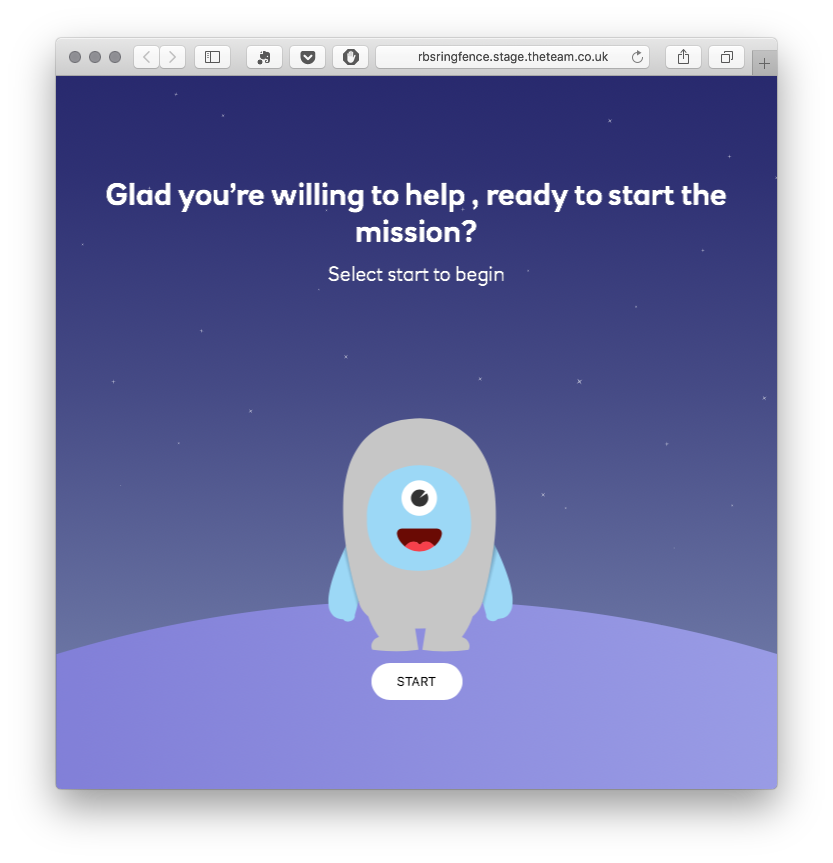 rbsringfence.stage.theteam.co.uk
Glad you’re willing to help , ready to start the
mission?
Select start to begin
START